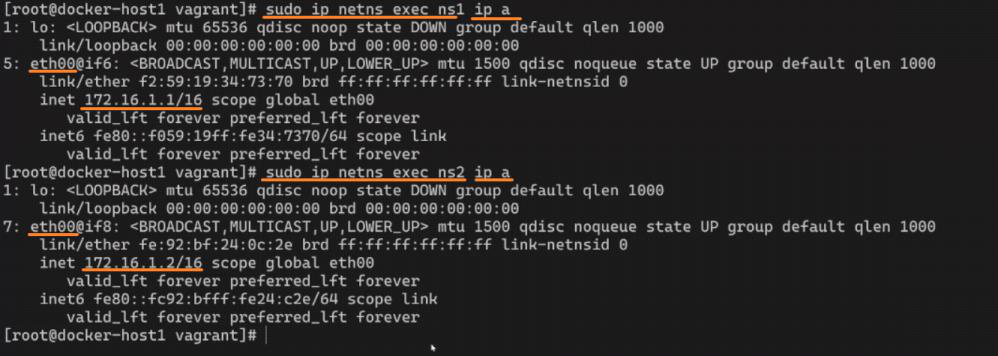 [root@docker-host1 vagrant]# sudo ip netns exec ns1 ip a
1: lo: <LOOPBACK> mtu 65536 qdisc noop state DOWN group default qlen 1000
    link/loopback 00:00:00:00:00:00 brd 00:00:00:00:00:00
5: eth00@if6: <BROADCAST,MULTICAST,UP,LOWER_UP> mtu 1500 qdisc noqueue state UP group default qlen 1000
    link/ether f2:59:19:34:73:70 brd ff:ff:ff:ff:ff:ff link-netnsid 0
    inet 172.16.1.1/16 scope global eth00
       valid_lft forever preferred_lft forever
    inet6 fe80::f059:19ff:fe34:7370/64 scope link
       valid_lft forever preferred_lft forever
[root@docker-host1 vagrant]# sudo ip netns exec ns2 ip a
1: lo: <LOOPBACK> mtu 65536 qdisc noop state DOWN group default qlen 1000
    link/loopback 00:00:00:00:00:00 brd 00:00:00:00:00:00
7: eth00@if8: <BROADCAST,MULTICAST,UP,LOWER_UP> mtu 1500 qdisc noqueue state UP group default qlen 1000
    link/ether fe:92:bf:24:0c:2e brd ff:ff:ff:ff:ff:ff link-netnsid 0
    inet 172.16.1.2/16 scope global eth00
       valid_lft forever preferred_lft forever
    inet6 fe80::fc92:bfff:fe24:c2e/64 scope link
       valid_lft forever preferred_lft forever
[root@docker-host1 vagrant]#